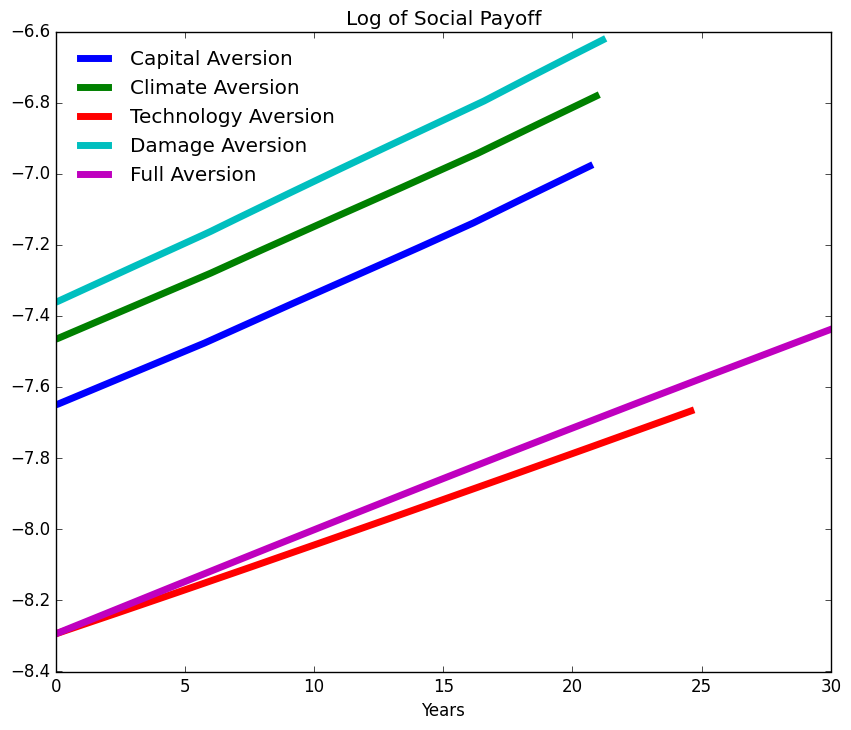 Log of Social Payoff
−6.6
−6.8
−7.0
−7.2
−7.4
−7.6
−7.8
−8.0
−8.2
−8.4
Capital Aversion
Climate Aversion
Technology Aversion
Damage Aversion
Full Aversion
0 5 10 15 20 25 30
Years